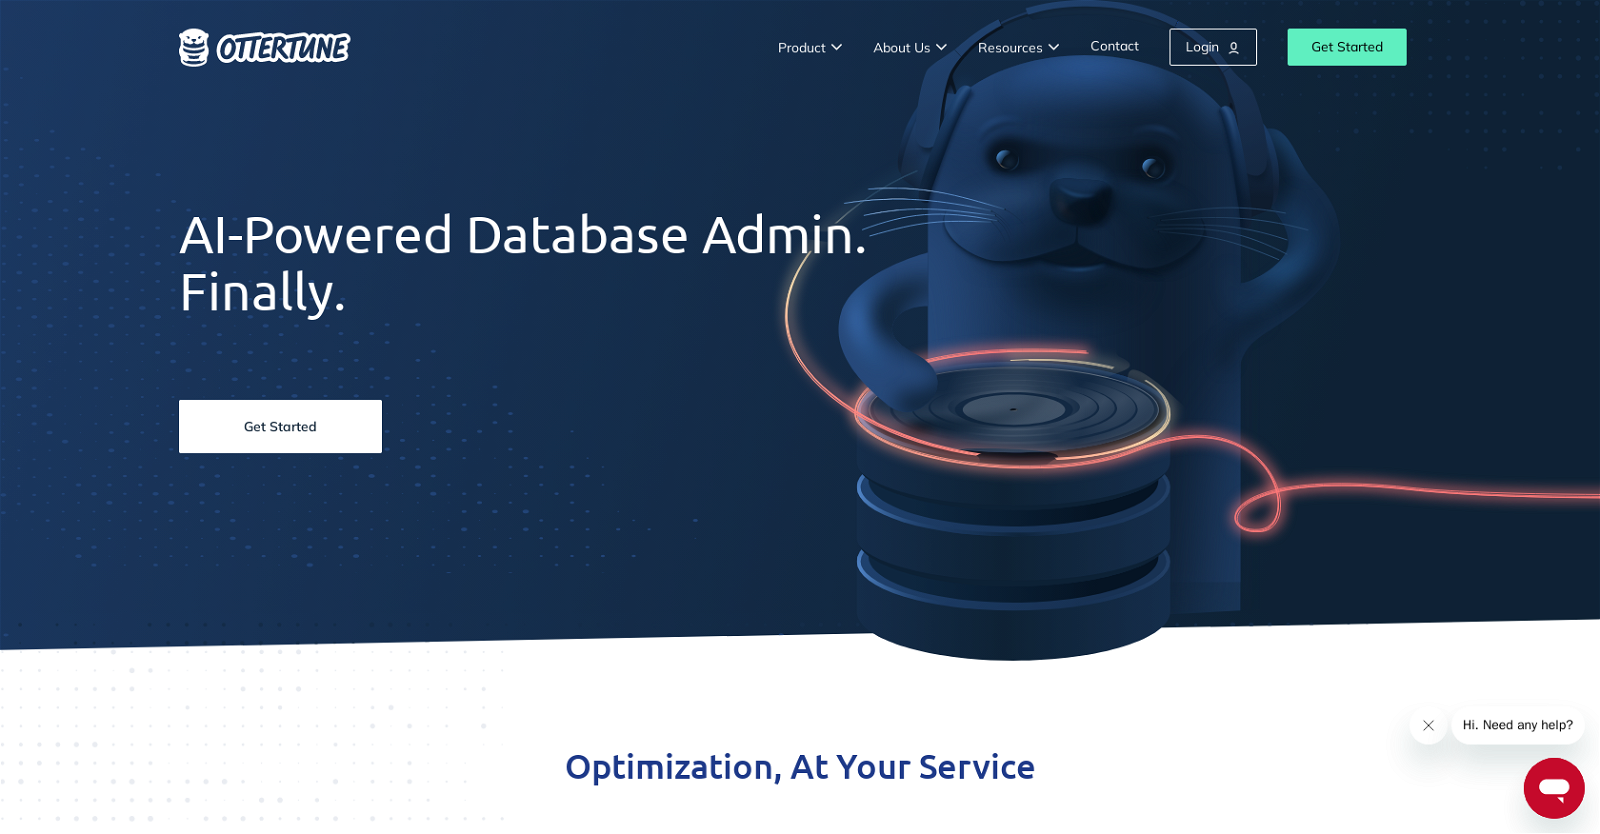 OTTERTUNE
Product
About Us
Resources
Contact
Login
Get Started
AI-Powered Database Admin.
Finally.
Get Started
Optimization, At Your Service
Hi. Need any help?